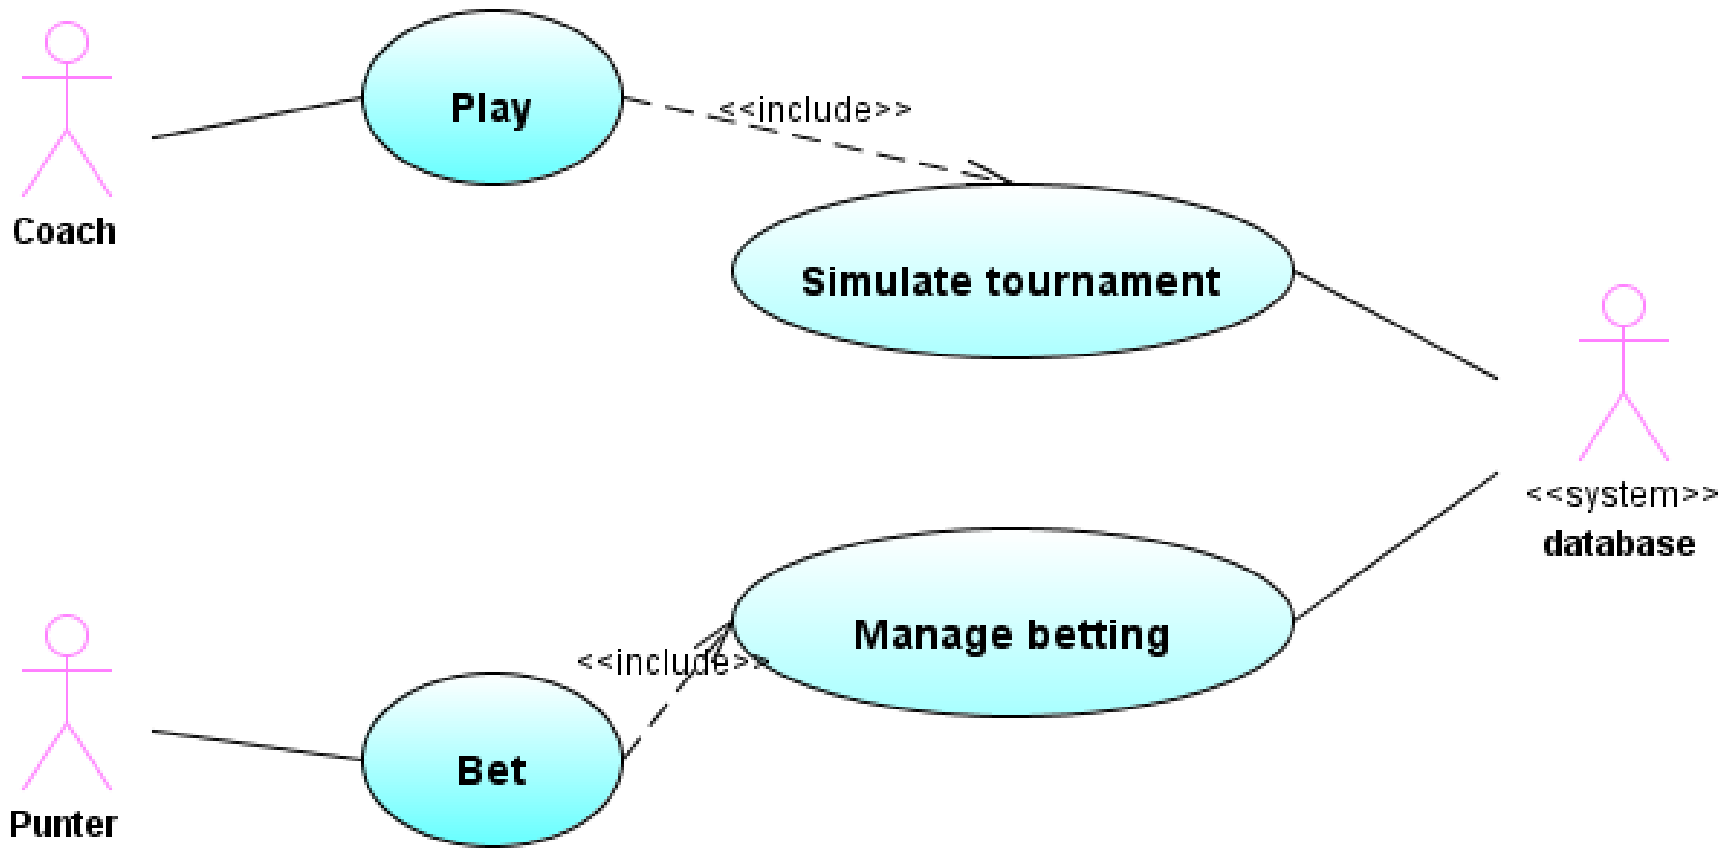 Play
<<include>>
Coach
Simulate tournament
<<system>>
database
Manage betting
<<include>>
Bet
Punter